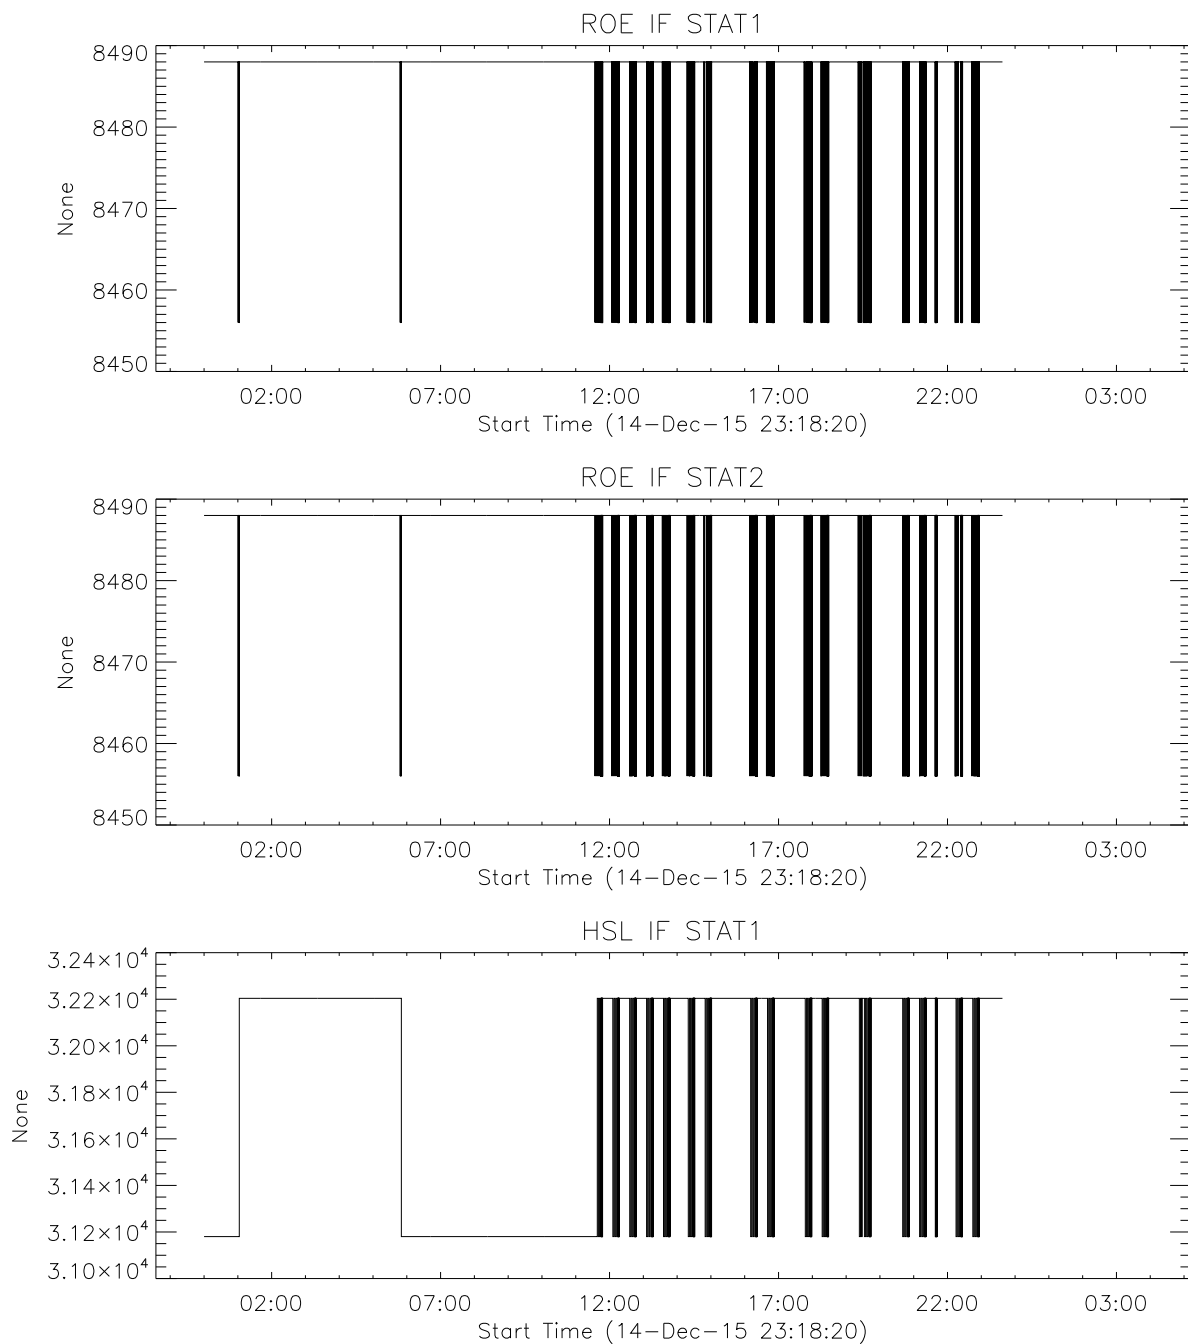 ROE IF STAT1
8490
8480
8470
8460
8450
None
02:00 07:00 12:00 17:00 22:00 03:00
Start Time (14-Dec-15 23:18:20)
ROE IF STAT2
8490
8480
8470
8460
8450
None
02:00 07:00 12:00 17:00 22:00 03:00
Start Time (14-Dec-15 23:18:20)
HSL IF STAT1
3.24×10⁴
3.22×10⁴
3.20×10⁴
3.18×10⁴
3.16×10⁴
3.14×10⁴
3.12×10⁴
3.10×10⁴
None
02:00 07:00 12:00 17:00 22:00 03:00
Start Time (14-Dec-15 23:18:20)